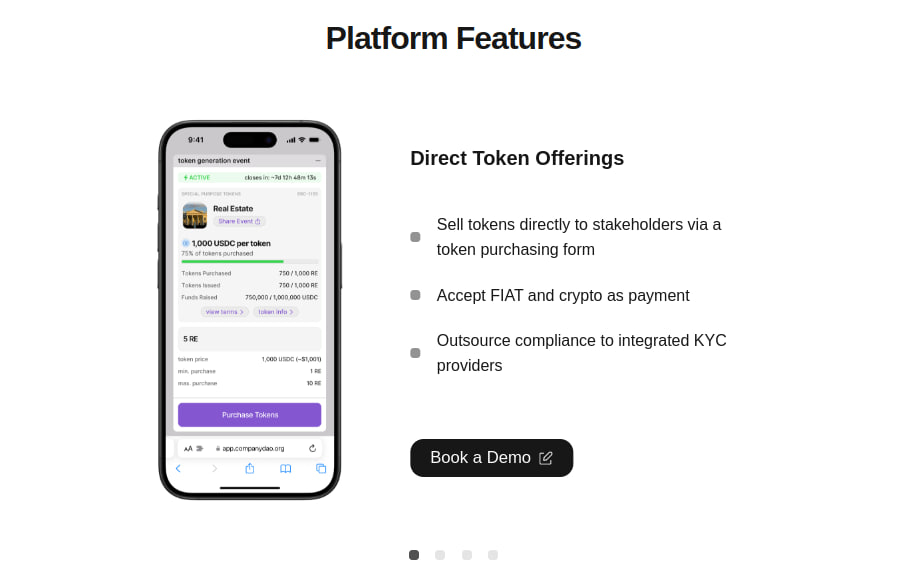 Platform Features
9:41
token generation event
ACTIVE
closes in: ~7d 12h 48m 13s
SPECIAL PURPOSE TOKENS
Real Estate
Share Event
1,000 USDC per token
75% of tokens purchased
Tokens Purchased 750 / 1,000 RE
Tokens Issued 750 / 1,000 RE
Funds Raised 750,000 / 1,000,000 USDC
view terms
token info
5 RE
token price 1,000 USDC (~$1,001)
min. purchase 1 RE
max. purchase 10 RE
Purchase Tokens
AA
app.companydao.org
Direct Token Offerings
Sell tokens directly to stakeholders via a
token purchasing form
Accept FIAT and crypto as payment
Outsource compliance to integrated KYC
providers
Book a Demo